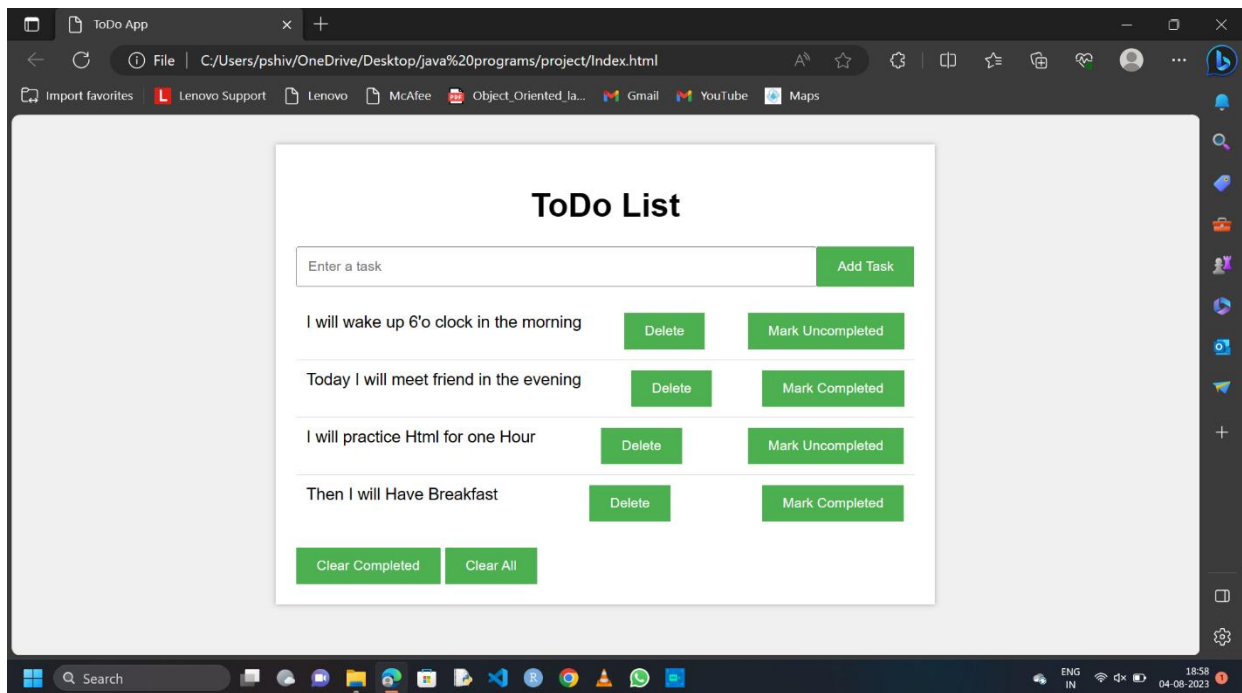 ToDo App
File C:/Users/pshiv/OneDrive/Desktop/java%20programs/project/Index.html
Import favorites L Lenovo Support Lenovo McAfee PDF Object_Oriented_la... Gmail YouTube Maps
ToDo List
Enter a task Add Task
I will wake up 6'o clock in the morning Delete Mark Uncompleted
Today I will meet friend in the evening Delete Mark Completed
I will practice Html for one Hour Delete Mark Uncompleted
Then I will Have Breakfast Delete Mark Completed
Clear Completed Clear All
Search
ENG
IN
18:58
04-08-2023
1